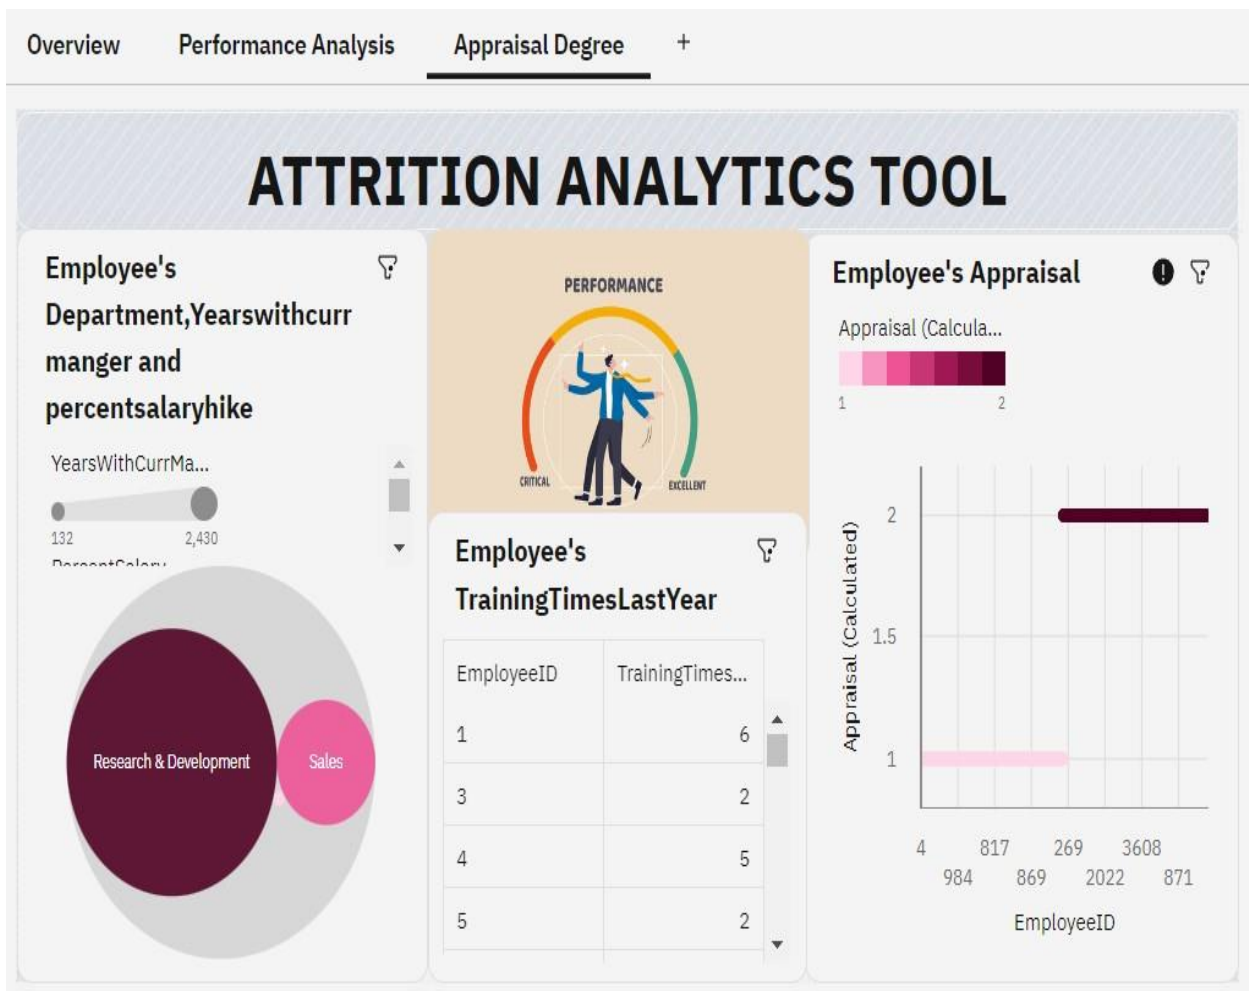 Overview Performance Analysis Appraisal Degree +
ATTRITION ANALYTICS TOOL
Employee's
Department,Yearswithcurr
manger and
percentsalaryhike
YearsWithCurrMa...
132 2,430
PercentSalary
Research & Development
Sales
PERFORMANCE
CRITICAL
EXCELLENT
Employee's
TrainingTimesLastYear
EmployeeID TrainingTimes...
1 6
3 2
4 5
5 2
Employee's Appraisal
Appraisal (Calcula...
1 2
Appraisal (Calculated)
2
1.5
1
4 817 269 3608
984 869 2022 871
EmployeeID